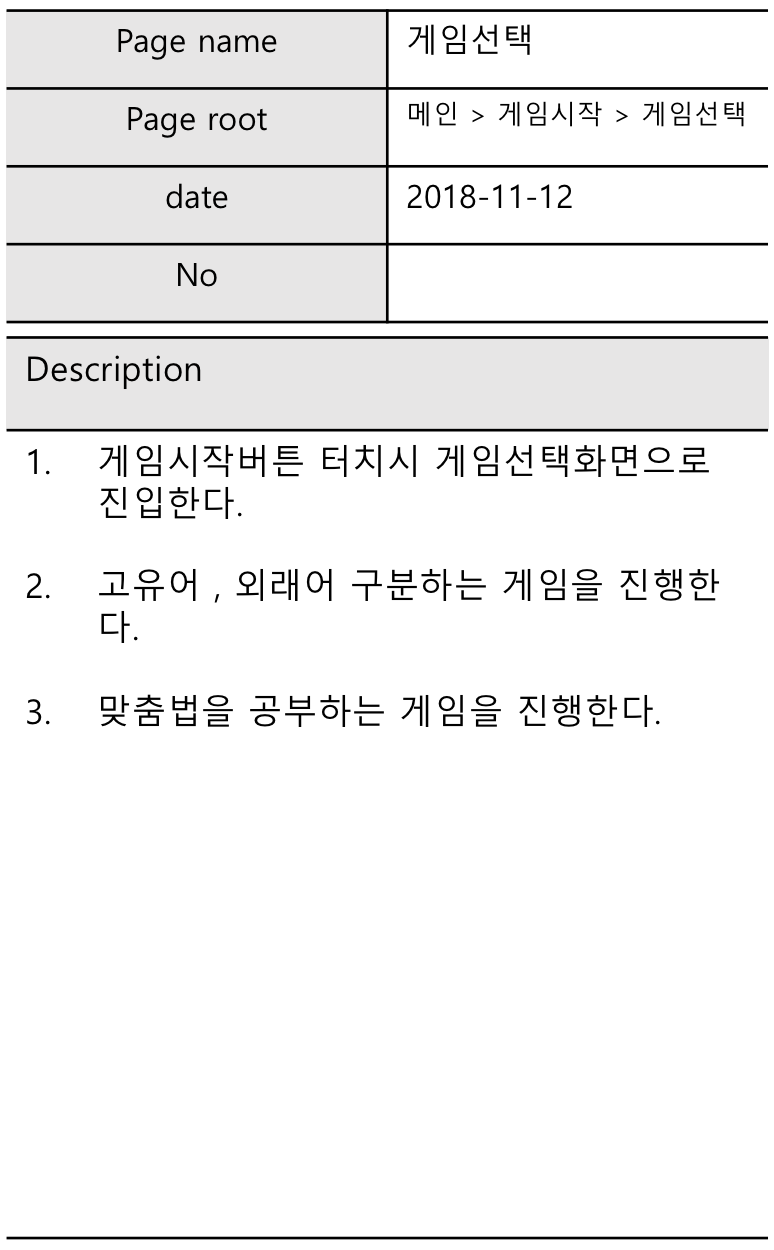 Page name 게임선택
Page root 메인 > 게임시작 > 게임선택
date 2018-11-12
No
Description
1. 게임시작버튼 터치시 게임선택화면으로
진입한다.
2. 고유어 , 외래어 구분하는 게임을 진행한
다.
3. 맞춤법을 공부하는 게임을 진행한다.